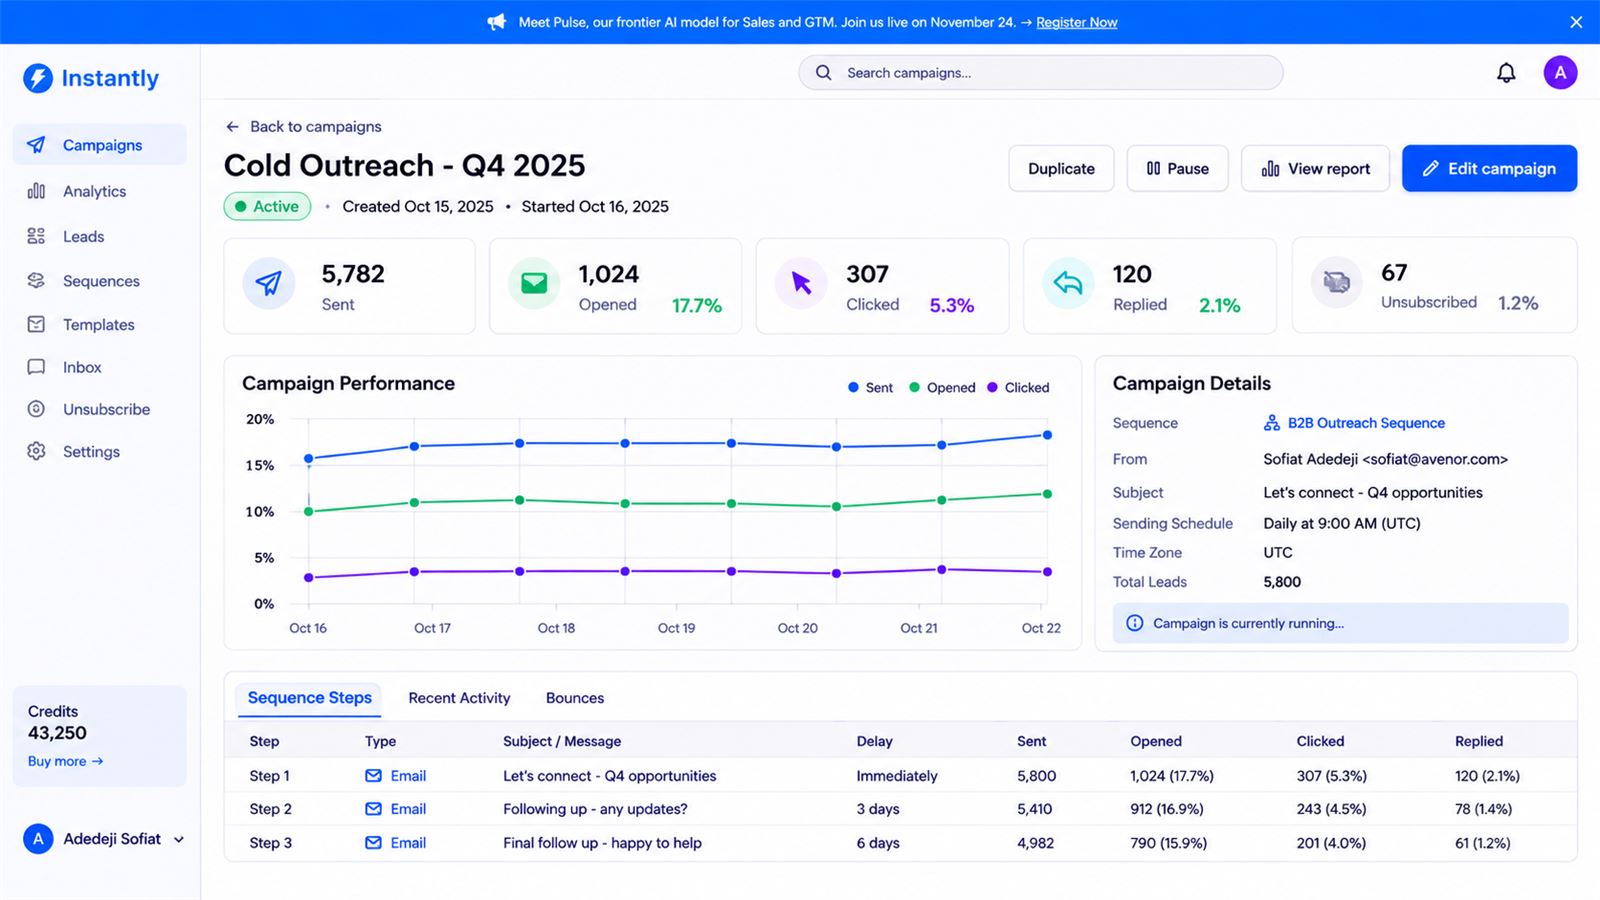 Meet Pulse, our frontier AI model for Sales and GTM. Join us live on November 24. → Register Now
Instantly
Search campaigns...
A
Campaigns
Analytics
Leads
Sequences
Templates
Inbox
Unsubscribe
Settings
Credits
43,250
Buy more →
A Adedeji Sofiat
← Back to campaigns
Cold Outreach - Q4 2025
Active • Created Oct 15, 2025 • Started Oct 16, 2025
Duplicate
Pause
View report
Edit campaign
5,782
Sent
1,024
Opened 17.7%
307
Clicked 5.3%
120
Replied 2.1%
67
Unsubscribed 1.2%
Campaign Performance
Sent Opened Clicked
20%
15%
10%
5%
0%
Oct 16 Oct 17 Oct 18 Oct 19 Oct 20 Oct 21 Oct 22
Campaign Details
Sequence B2B Outreach Sequence
From Sofiat Adedeji <sofiat@avenor.com>
Subject Let's connect - Q4 opportunities
Sending Schedule Daily at 9:00 AM (UTC)
Time Zone UTC
Total Leads 5,800
Campaign is currently running...
Sequence Steps Recent Activity Bounces
Step Type Subject / Message Delay Sent Opened Clicked Replied
Step 1 Email Let's connect - Q4 opportunities Immediately 5,800 1,024 (17.7%) 307 (5.3%) 120 (2.1%)
Step 2 Email Following up - any updates? 3 days 5,410 912 (16.9%) 243 (4.5%) 78 (1.4%)
Step 3 Email Final follow up - happy to help 6 days 4,982 790 (15.9%) 201 (4.0%) 61 (1.2%)